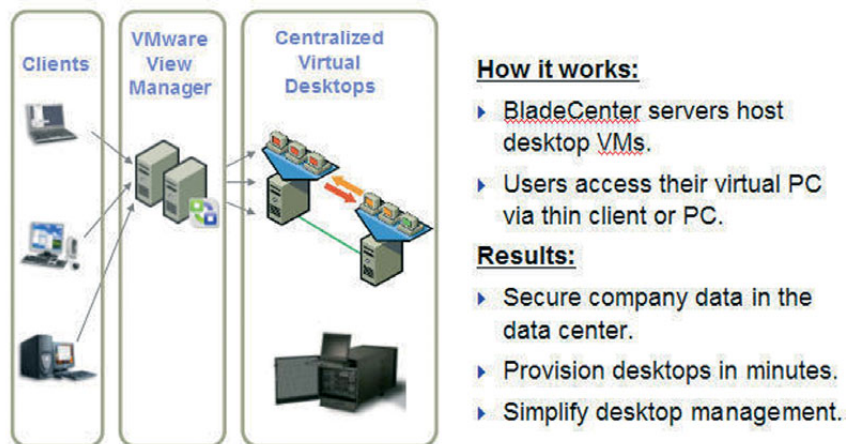 Clients
VMware
View
Manager
Centralized
Virtual
Desktops
How it works:
BladeCenter servers host
desktop VMs.
Users access their virtual PC
via thin client or PC.
Results:
Secure company data in the
data center.
Provision desktops in minutes.
Simplify desktop management.